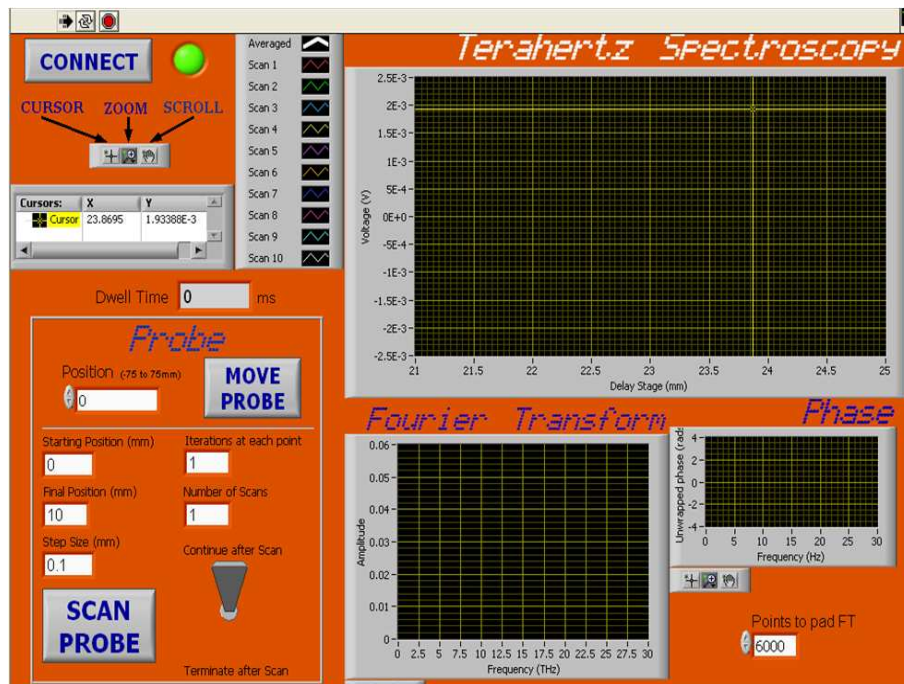 CONNECT
CURSOR ZOOM SCROLL
Cursors: X Y
Cursor 23.8695 1.93388E-3
Averaged
Scan 1
Scan 2
Scan 3
Scan 4
Scan 5
Scan 6
Scan 7
Scan 8
Scan 9
Scan 10
Terahertz Spectroscopy
2.5E-3
2E-3
1.5E-3
1E-3
5E-4
0E+0
-5E-4
-1E-3
-1.5E-3
-2E-3
-2.5E-3
Voltage (V)
21 21.5 22 22.5 23 23.5 24 24.5 25
Delay Stage (mm)
Dwell Time 0 ms
Probe
Position (-75 to 75mm)
0
MOVE
PROBE
Starting Position (mm)
0
Iterations at each point
1
Final Position (mm)
10
Number of Scans
1
Step Size (mm)
0.1
Continue after Scan
SCAN
PROBE
Terminate after Scan
Fourier Transform
0.06
0.05
0.04
0.03
0.02
0.01
0
Amplitude
0 2.5 5 7.5 10 12.5 15 17.5 20 22.5 25 27.5 30
Frequency (THz)
Phase
4
2
0
-2
-4
Unwrapped phase (rads
0 5 10 15 20 25 30
Frequency (Hz)
Points to pad FT
6000